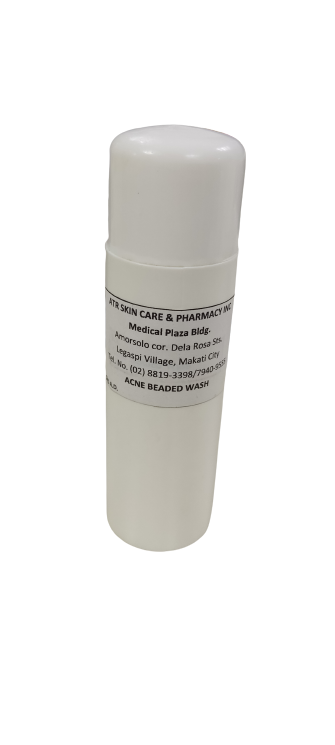 ATR SKIN CARE & PHARMACY INC
Medical Plaza Bldg.
Amorsolo cor. Dela Rosa Sts.
Legaspi Village, Makati City
Tel. No. (02) 8819-3398/7940-9555
ACNE BEADED WASH